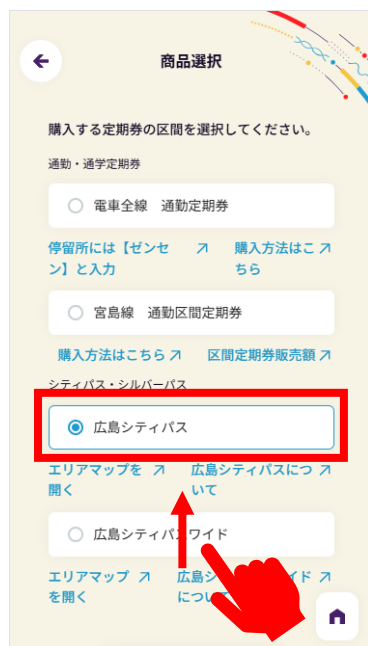 商品選択
購入する定期券の区間を選択してください。
通勤・通学定期券
電車全線　通勤定期券
停留所には【ゼンセ
ン】と入力
購入方法はこ
ちら
宮島線　通勤区間定期券
購入方法はこちら
区間定期券販売額
シティパス・シルバーパス
広島シティパス
エリアマップを
開く
広島シティパスにつ
いて
広島シティパスワイド
エリアマップ
を開く
広島シ
イド
につい